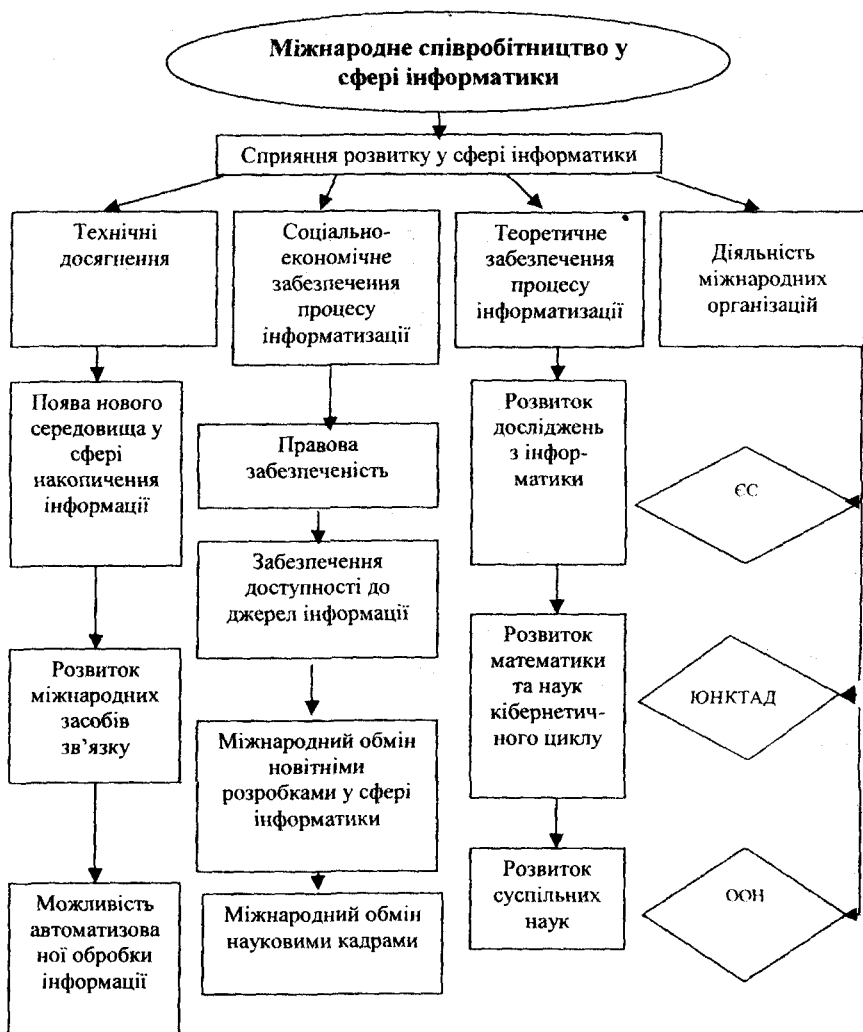 Міжнародне співробітництво у
сфері інформатики
Сприяння розвитку у сфері інформатики
Технічні
досягнення
Соціально-
економічне
забезпечення
процесу
інформатизації
Теоретичне
забезпечення
процесу
інформатизації
Діяльність
міжнародних
організацій
Поява нового
середовища у
сфері
накопичення
інформації
Правова
забезпеченість
Розвиток
досліджень
з інфор-
матики
ЄС
Забезпечення
доступності до
джерел інформації
Розвиток
міжнародних
засобів
зв’язку
Розвиток
математики
та наук
кібернетич-
ного циклу
ЮНКТАД
Міжнародний обмін
новітніми
розробками у сфері
інформатики
Можливість
автоматизова
ної обробки
інформації
Міжнародний обмін
науковими кадрами
Розвиток
суспільних
наук
ООН